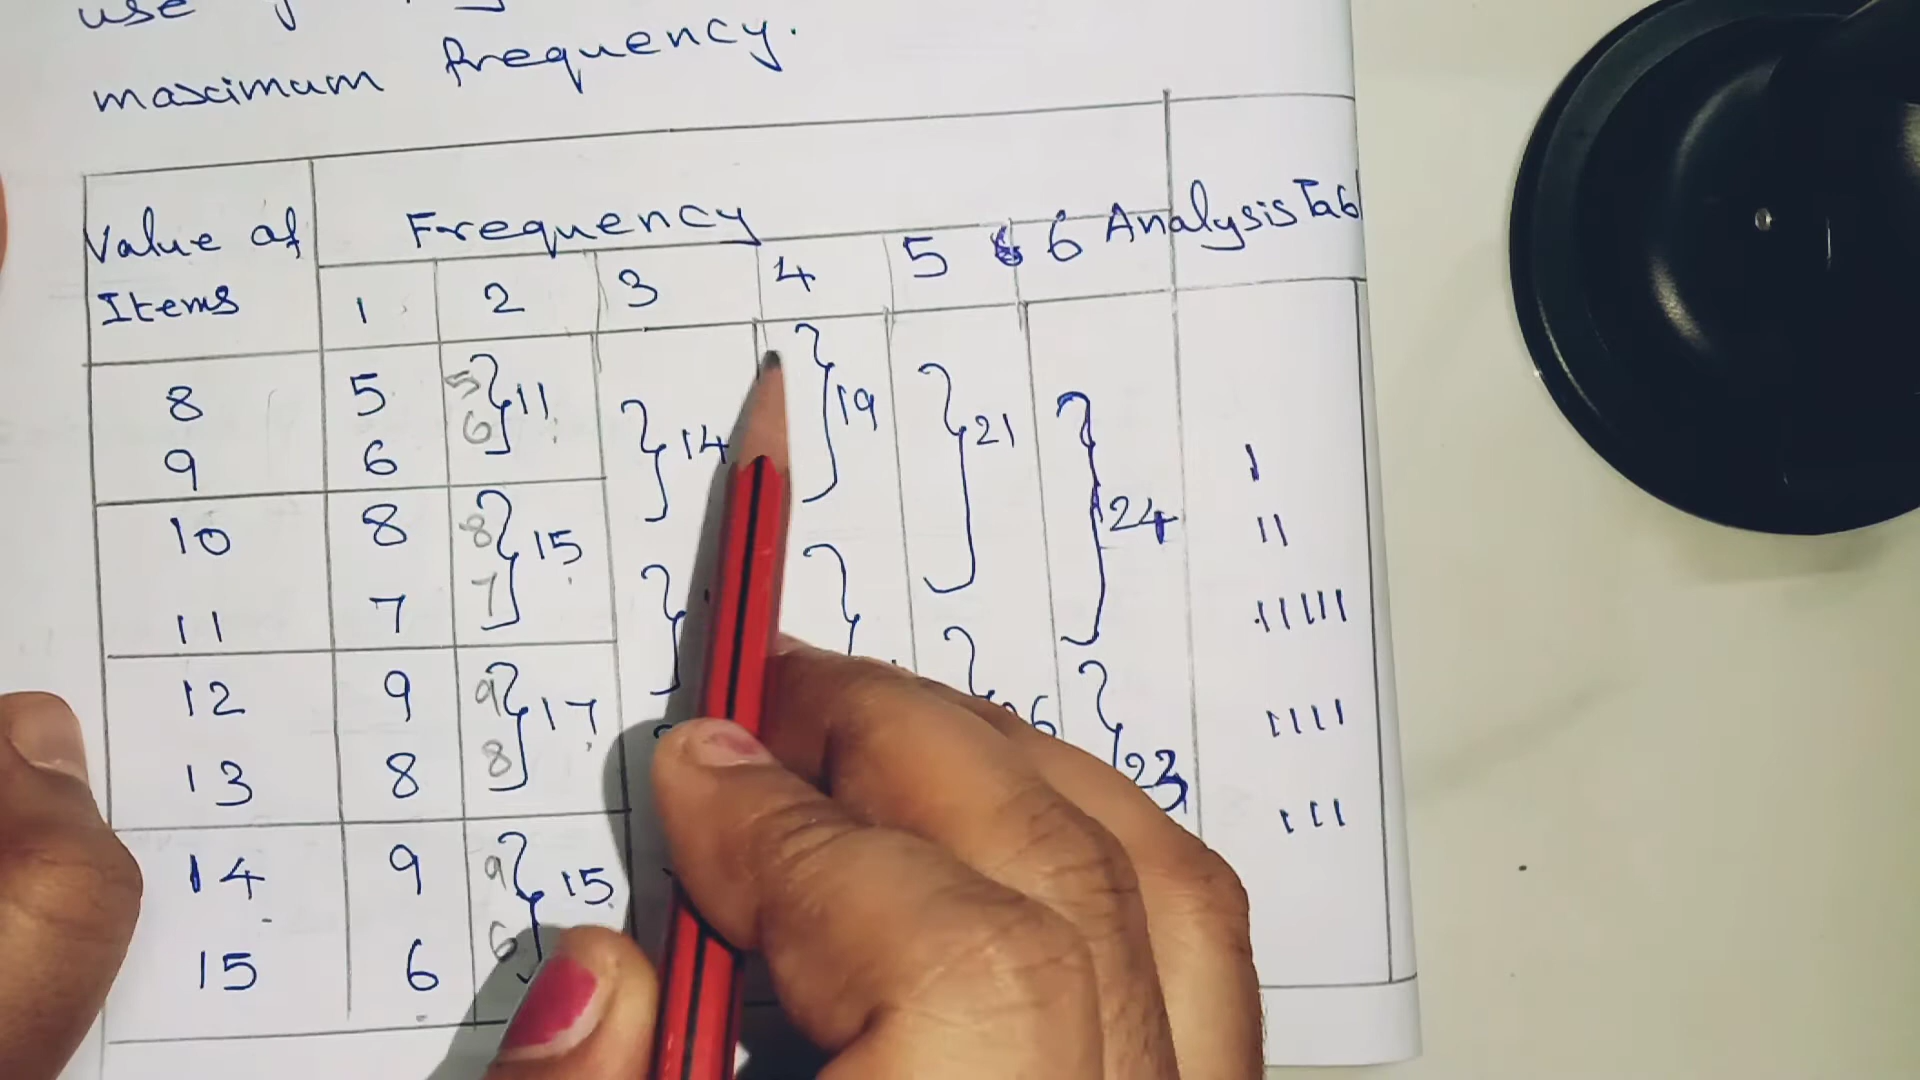 use
maximum frequency.
Value of Items Frequency Analysis Tab
1 2 3 4 5 6
8 5 5 11 19
9 6 6 14 21
10 8 8 15 24 |
11 7 7 ||
12 9 9 17 |||||
13 8 8 23 ||||
14 9 9 15 |||
15 6 6